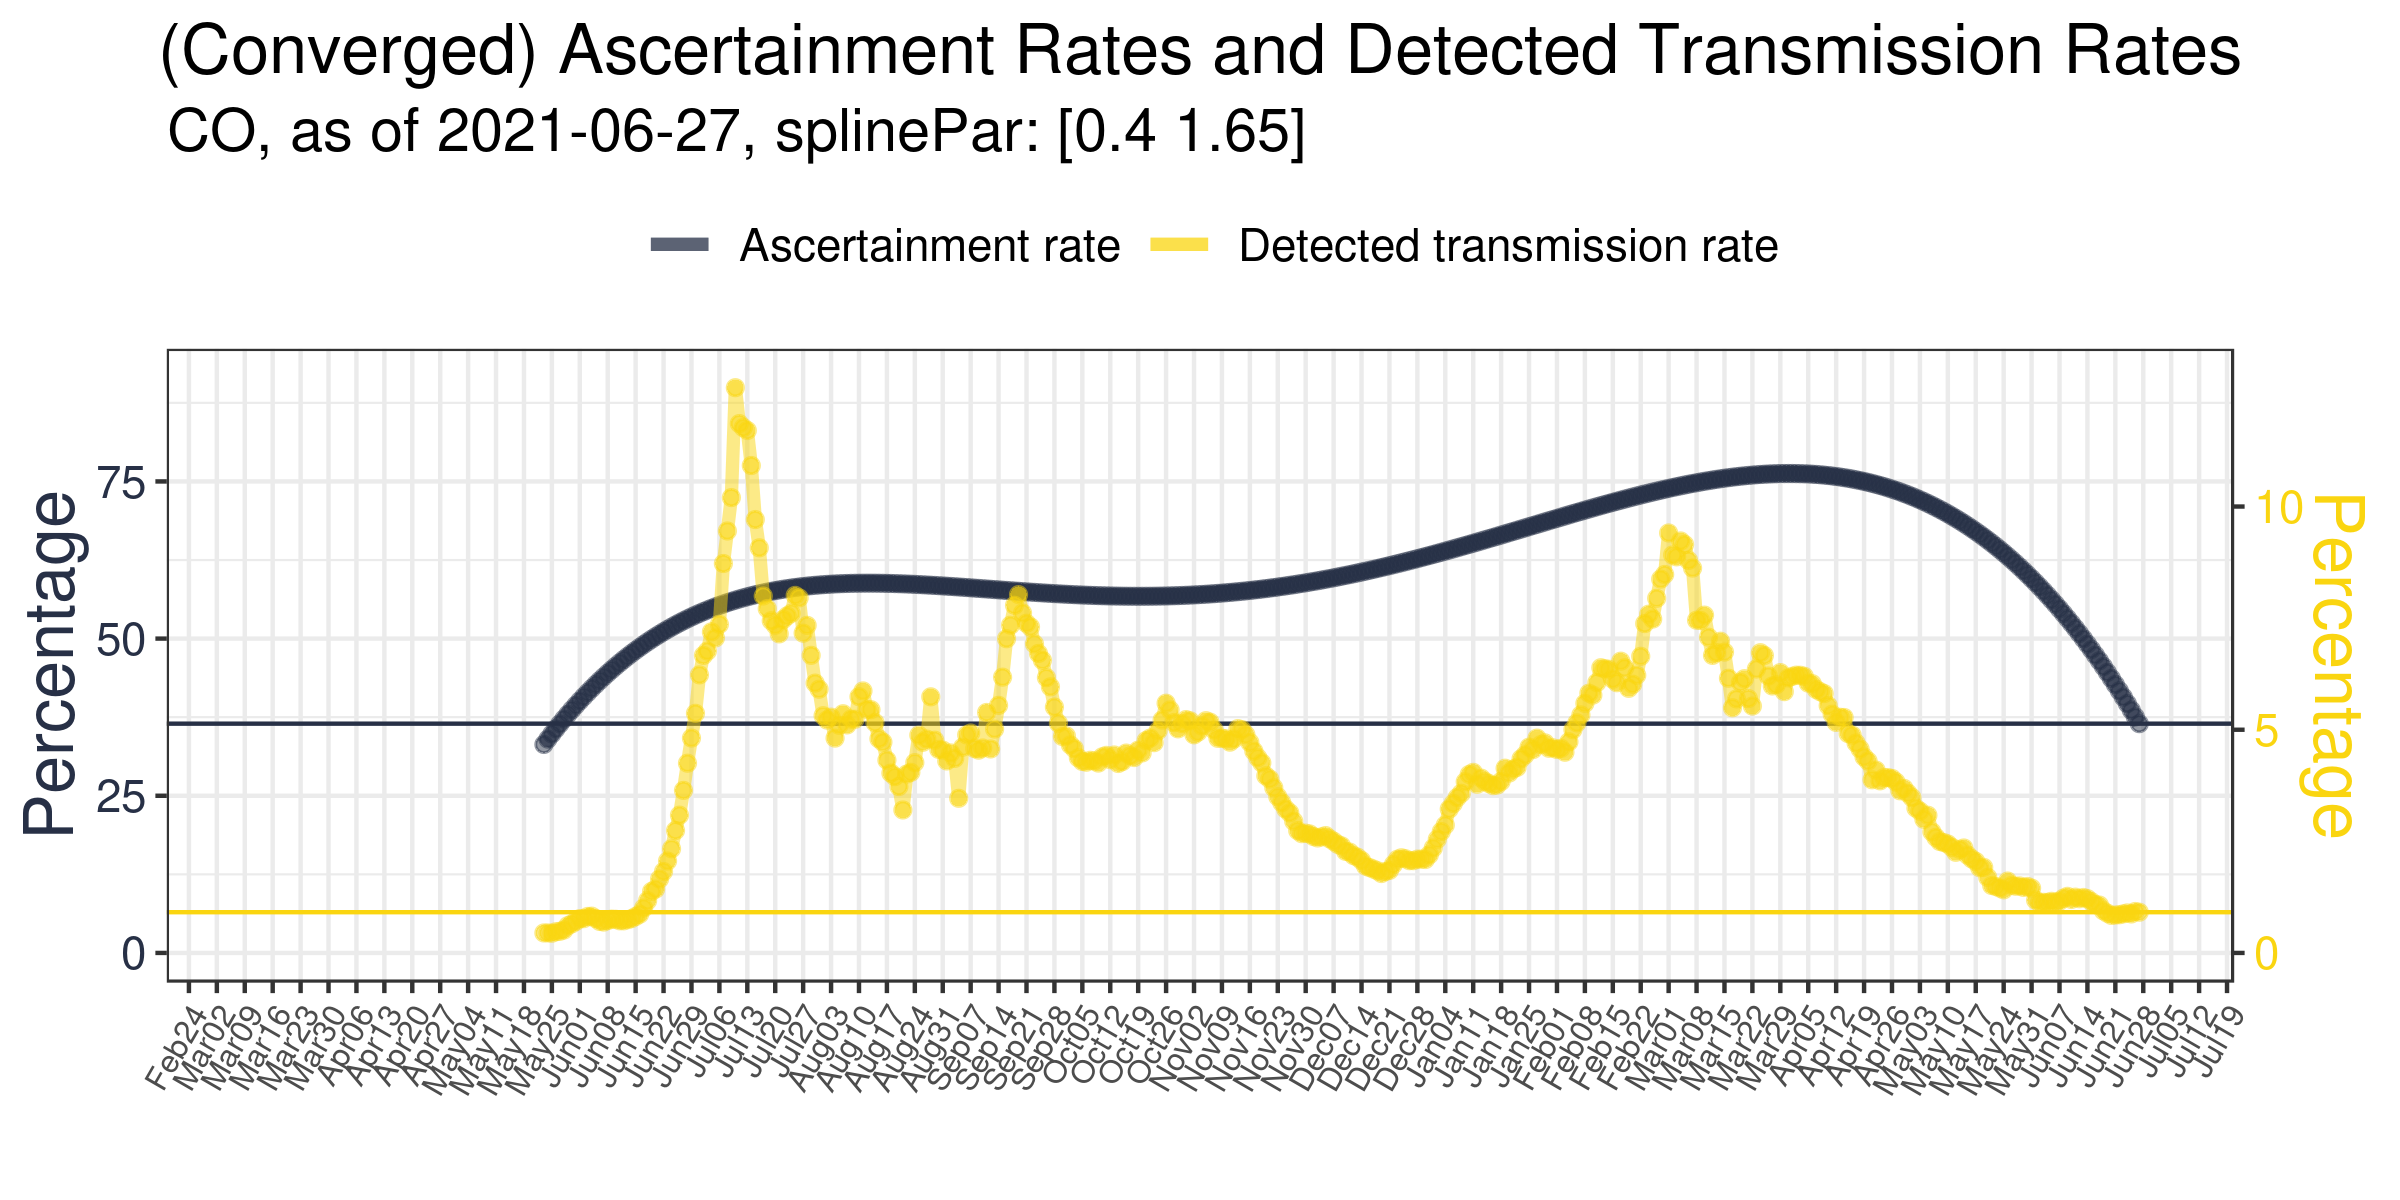 (Converged) Ascertainment Rates and Detected Transmission Rates
CO, as of 2021-06-27, splinePar: [0.4 1.65]
Ascertainment rate
Detected transmission rate
Percentage
75
50
25
0
10
5
0
Percentage
Feb24
Mar02
Mar09
Mar16
Mar23
Mar30
Apr06
Apr13
Apr20
Apr27
May04
May11
May18
May25
Jun01
Jun08
Jun15
Jun22
Jun29
Jul06
Jul13
Jul20
Jul27
Aug03
Aug10
Aug17
Aug24
Aug31
Sep07
Sep14
Sep21
Sep28
Oct05
Oct12
Oct19
Oct26
Nov02
Nov09
Nov16
Nov23
Nov30
Dec07
Dec14
Dec21
Dec28
Jan04
Jan11
Jan18
Jan25
Feb01
Feb08
Feb15
Feb22
Mar01
Mar08
Mar15
Mar22
Mar29
Apr05
Apr12
Apr19
Apr26
May03
May10
May17
May24
May31
Jun07
Jun14
Jun21
Jun28
Jul05
Jul12
Jul19